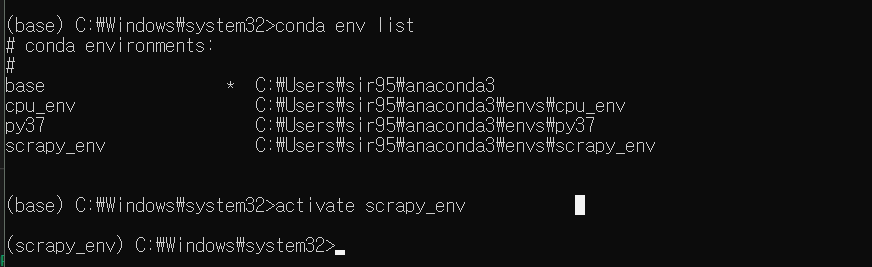 (base) C:₩Windows₩system32>conda env list
# conda environments:
#
base * C:₩Users₩sir95₩anaconda3
cpu_env C:₩Users₩sir95₩anaconda3₩envs₩cpu_env
py37 C:₩Users₩sir95₩anaconda3₩envs₩py37
scrapy_env C:₩Users₩sir95₩anaconda3₩envs₩scrapy_env
(base) C:₩Windows₩system32>activate scrapy_env
(scrapy_env) C:₩Windows₩system32>